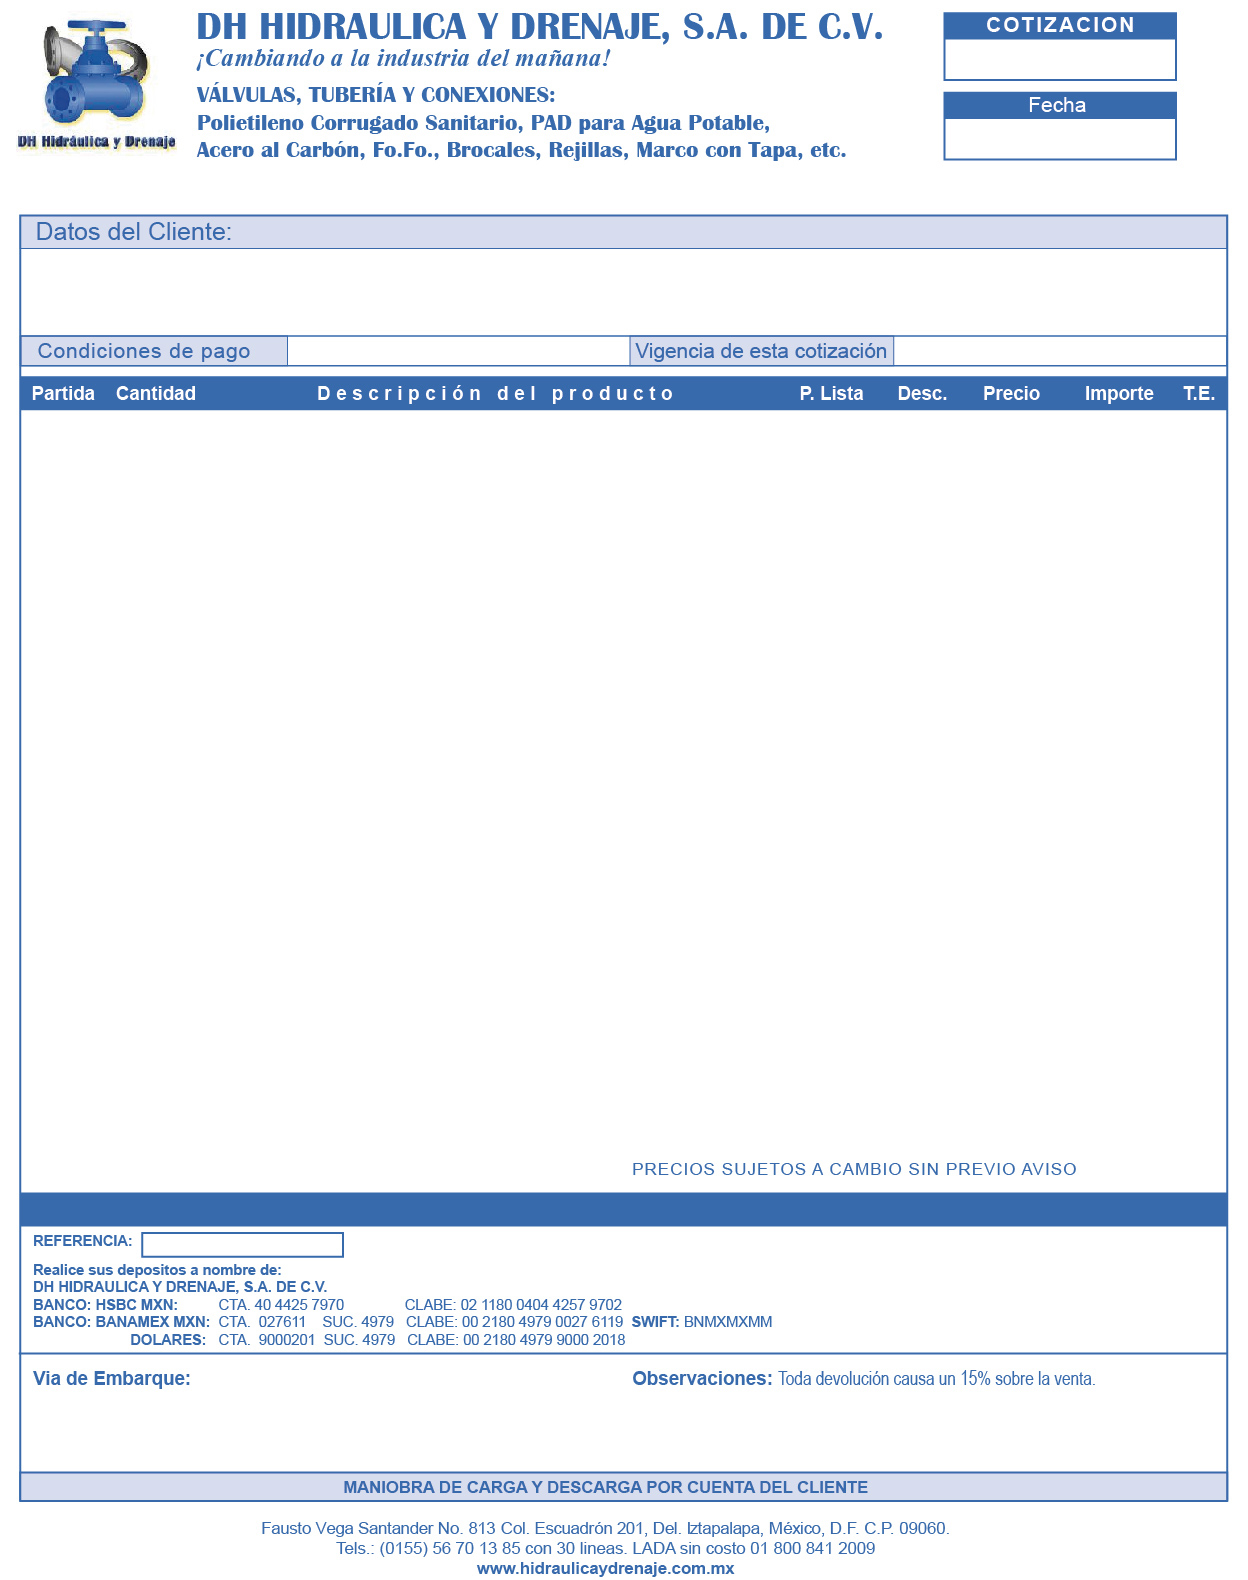 DH HIDRAULICA Y DRENAJE, S.A. DE C.V.
¡Cambiando a la industria del mañana!
VÁLVULAS, TUBERÍA Y CONEXIONES:
Polietileno Corrugado Sanitario, PAD para Agua Potable,
Acero al Carbón, Fo.Fo., Brocales, Rejillas, Marco con Tapa, etc.
DH Hidráulica y Drenaje
COTIZACION
Fecha
Datos del Cliente:
Condiciones de pago Vigencia de esta cotización
Partida Cantidad Descripción del producto P. Lista Desc. Precio Importe T.E.
PRECIOS SUJETOS A CAMBIO SIN PREVIO AVISO
REFERENCIA:
Realice sus depositos a nombre de:
DH HIDRAULICA Y DRENAJE, S.A. DE C.V.
BANCO: HSBC MXN: CTA. 40 4425 7970 CLABE: 02 1180 0404 4257 9702
BANCO: BANAMEX MXN: CTA. 027611 SUC. 4979 CLABE: 00 2180 4979 0027 6119 SWIFT: BNMXMXMM
DOLARES: CTA. 9000201 SUC. 4979 CLABE: 00 2180 4979 9000 2018
Via de Embarque: Observaciones: Toda devolución causa un 15% sobre la venta.
MANIOBRA DE CARGA Y DESCARGA POR CUENTA DEL CLIENTE
Fausto Vega Santander No. 813 Col. Escuadrón 201, Del. Iztapalapa, México, D.F. C.P. 09060.
Tels.: (0155) 56 70 13 85 con 30 lineas. LADA sin costo 01 800 841 2009
www.hidraulicaydrenaje.com.mx